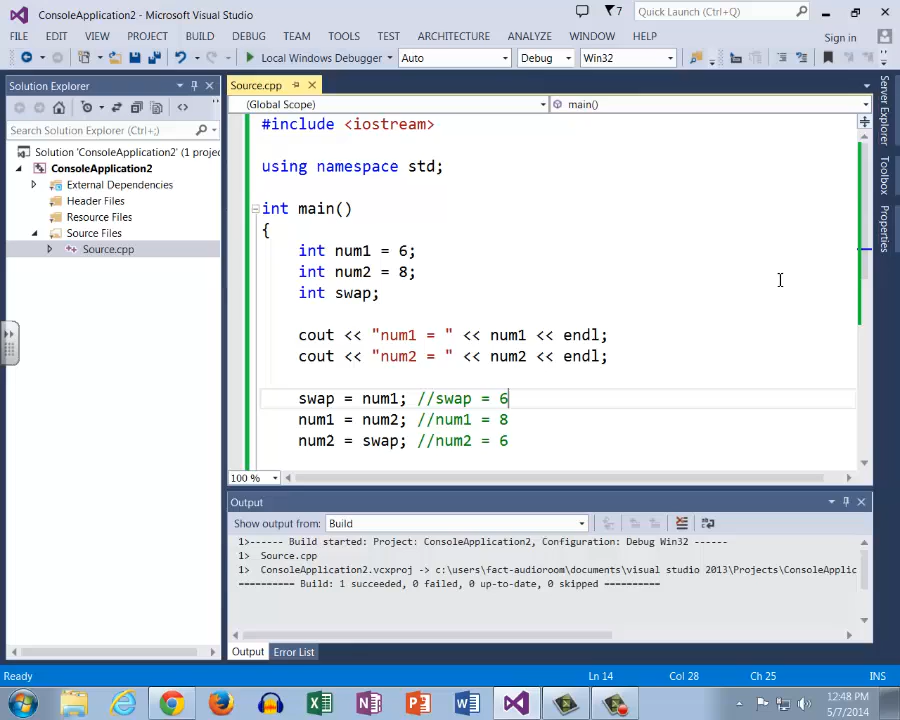 ConsoleApplication2 - Microsoft Visual Studio
7
Quick Launch (Ctrl+Q)
FILE EDIT VIEW PROJECT BUILD DEBUG TEAM TOOLS TEST ARCHITECTURE ANALYZE WINDOW HELP
Sign in
Local Windows Debugger Auto Debug Win32
Solution Explorer
Search Solution Explorer (Ctrl+;)
Solution 'ConsoleApplication2' (1 projec
ConsoleApplication2
External Dependencies
Header Files
Resource Files
Source Files
Source.cpp
Source.cpp
(Global Scope) main()
#include <iostream>
using namespace std;
int main()
{
int num1 = 6;
int num2 = 8;
int swap;
cout << "num1 = " << num1 << endl;
cout << "num2 = " << num2 << endl;
swap = num1; //swap = 6
num1 = num2; //num1 = 8
num2 = swap; //num2 = 6
100 %
Server Explorer
Toolbox
Properties
Output
Show output from: Build
1>------ Build started: Project: ConsoleApplication2, Configuration: Debug Win32 ------
1> Source.cpp
1> ConsoleApplication2.vcxproj -> c:\users\fact-audioroom\documents\visual studio 2013\Projects\ConsoleApplic
========== Build: 1 succeeded, 0 failed, 0 up-to-date, 0 skipped ==========
Output Error List
Ready Ln 14 Col 28 Ch 25 INS
12:48 PM
5/7/2014